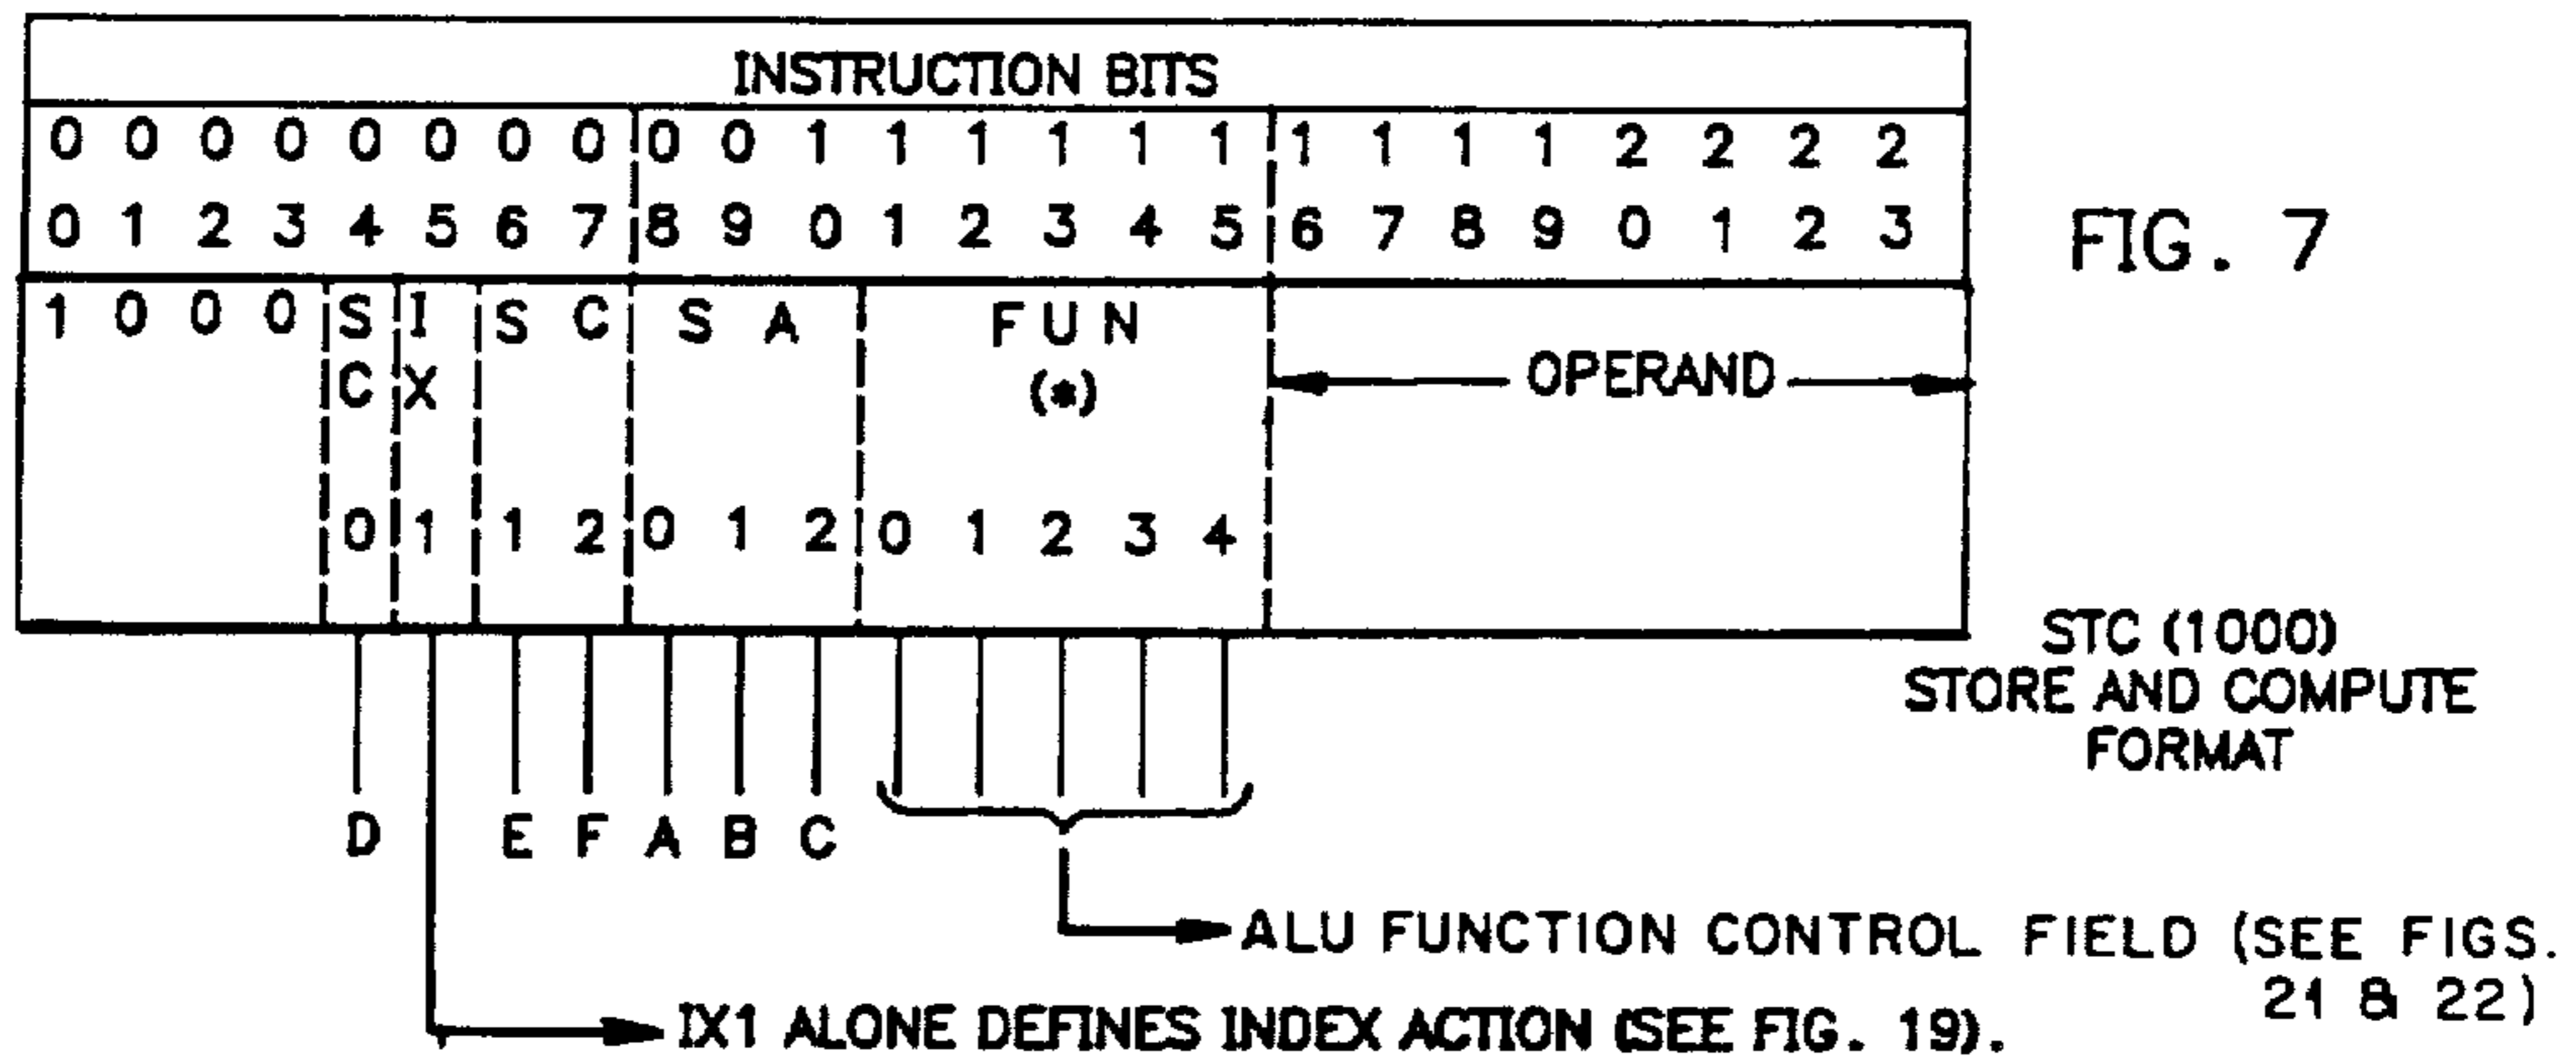 INSTRUCTION BITS
0 0 0 0 0 0 0 0 0 0 1 1 1 1 1 1 1 1 1 1 2 2 2 2
0 1 2 3 4 5 6 7 8 9 0 1 2 3 4 5 6 7 8 9 0 1 2 3
FIG. 7
1 0 0 0 S I S C S A F U N
C X (*) OPERAND
0 1 1 2 0 1 2 0 1 2 3 4
STC (1000)
STORE AND COMPUTE
FORMAT
D E F A B C
ALU FUNCTION CONTROL FIELD (SEE FIGS.
21 & 22)
IX1 ALONE DEFINES INDEX ACTION (SEE FIG. 19).